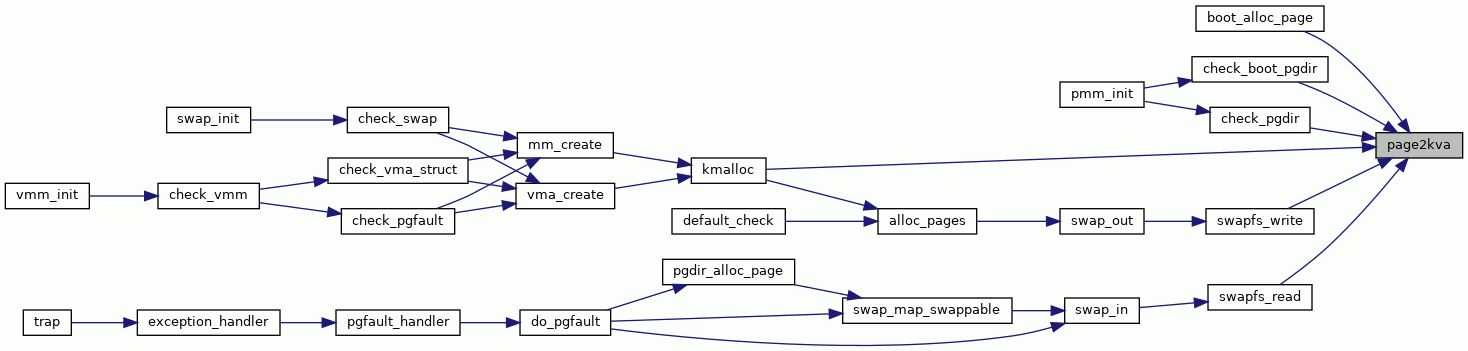 boot_alloc_page
check_boot_pgdir
pmm_init
check_pgdir
swap_init
check_swap
mm_create
page2kva
check_vma_struct
kmalloc
vmm_init
check_vmm
vma_create
check_pgfault
default_check
alloc_pages
swap_out
swapfs_write
pgdir_alloc_page
swapfs_read
swap_map_swappable
swap_in
trap
exception_handler
pgfault_handler
do_pgfault